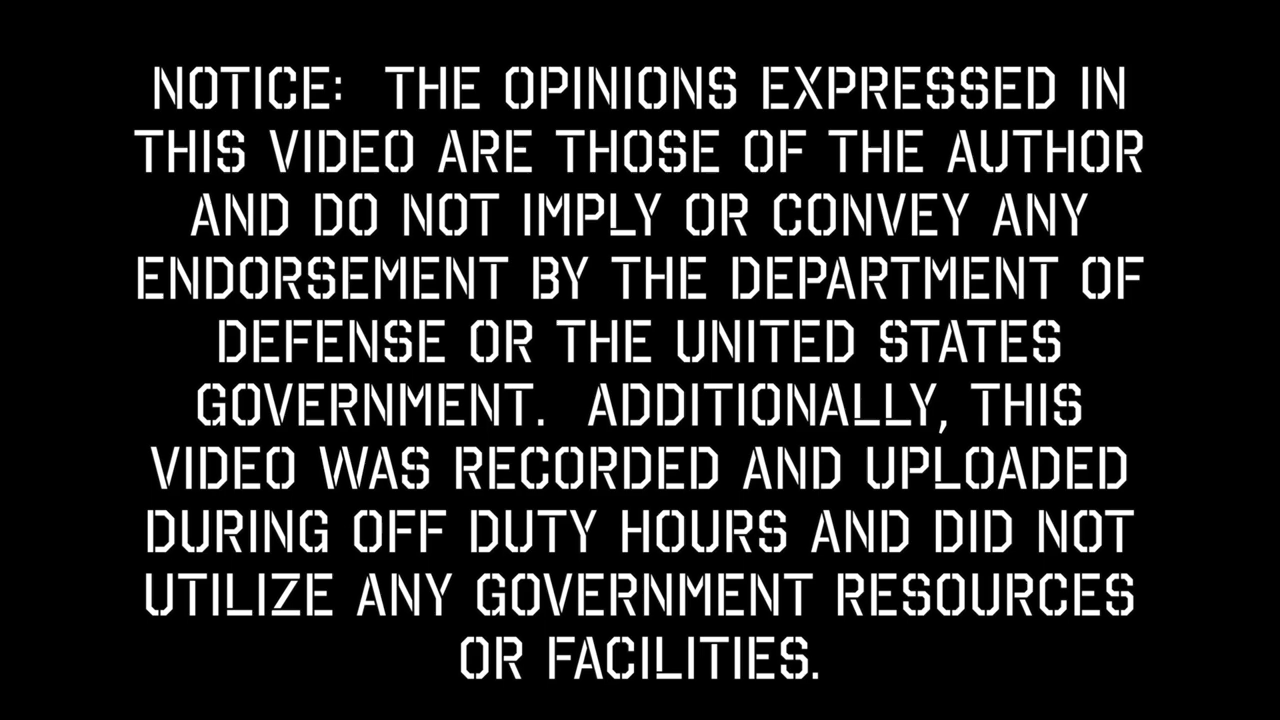 NOTICE:  THE OPINIONS EXPRESSED IN
THIS VIDEO ARE THOSE OF THE AUTHOR
AND DO NOT IMPLY OR CONVEY ANY
ENDORSEMENT BY THE DEPARTMENT OF
DEFENSE OR THE UNITED STATES
GOVERNMENT.  ADDITIONALLY, THIS
VIDEO WAS RECORDED AND UPLOADED
DURING OFF DUTY HOURS AND DID NOT
UTILIZE ANY GOVERNMENT RESOURCES
OR FACILITIES.